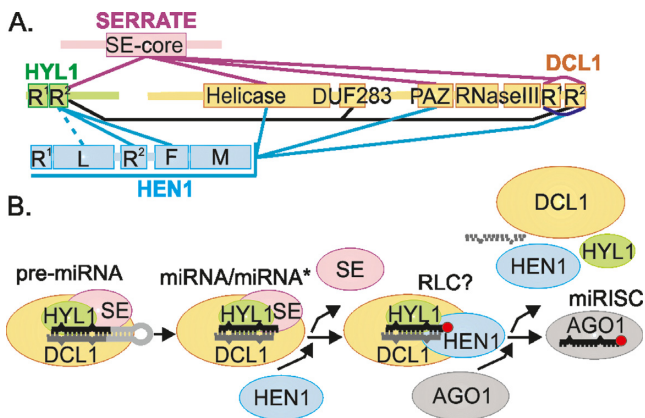 A.
SERRATE
SE-core
HYL1
DCL1
R1 R2
Helicase DUF283 PAZ RNaseIII R1 R2
R1 L R2 F M
HEN1
B.
DCL1
HYL1
HEN1
pre-miRNA
miRNA/miRNA*
SE
RLC?
miRISC
HYL1 SE
DCL1
HYL1 SE
DCL1
HYL1
HEN1
DCL1
AGO1
HEN1
AGO1